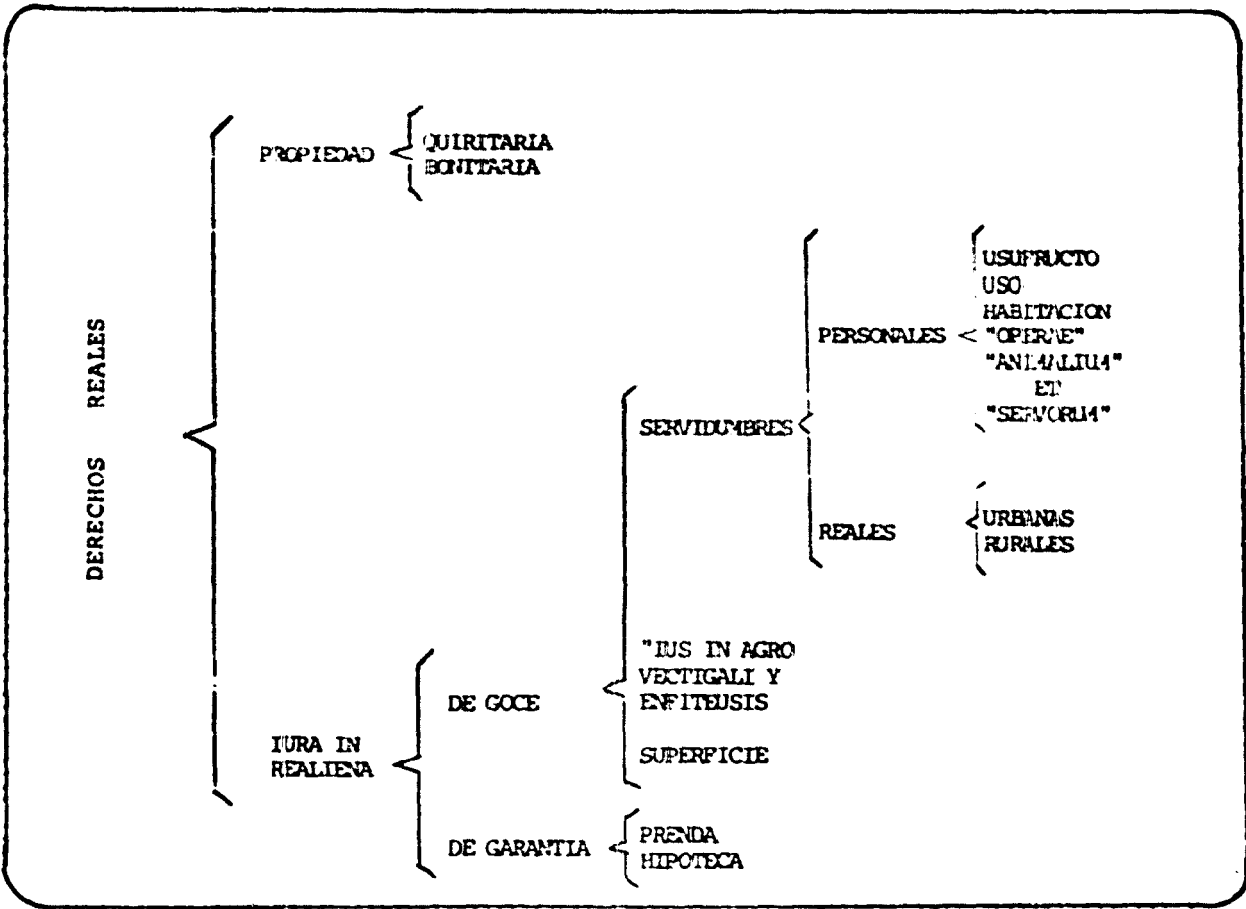 DERECHOS REALES
PROPIEDAD
QUIRITARIA
BONITARIA
IURA IN
REALIENA
DE GOCE
SERVIDUMBRES
PERSONALES
USUFRUCTO
USO
HABITACION
"OPERAE"
"ANIMALIUM"
ET
"SERVORUM"
REALES
URBANAS
RURALES
"IUS IN AGRO
VECTIGALI Y
ENFITEUSIS
SUPERFICIE
DE GARANTIA
PRENDA
HIPOTECA